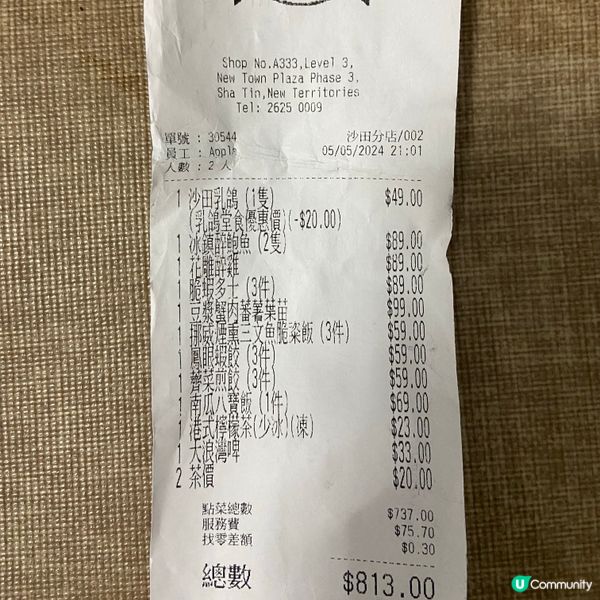 Shop No.A333,Level 3,
New Town Plaza Phase 3,
Sha Tin,New Territories
Tel: 2625 0009
單號 : 30544 沙田分店/002
員工 : Apple 05/05/2024 21:01
人數 : 2 人
1 沙田乳鴿 (1隻) $49.00
(乳鴿堂食優惠價)(-$20.00)
1 冰鎮醉鮑魚 (2隻) $89.00
1 花雕醉雞 $89.00
1 脆蝦多士 (3件) $89.00
1 豆漿蟹肉蕃薯葉苗 $99.00
1 挪威煙熏三文魚脆粢飯 (3件) $59.00
1 鳳眼蝦餃 (3件) $59.00
1 薺菜煎餃 (3件) $59.00
1 南瓜八寶飯 (1件) $69.00
1 港式檸檬茶(少冰)(凍) $23.00
1 大浪灣啤 $33.00
2 茶價 $20.00
點菜總數 $737.00
服務費 $75.70
找零差額 $0.30
總數 $813.00
U Community